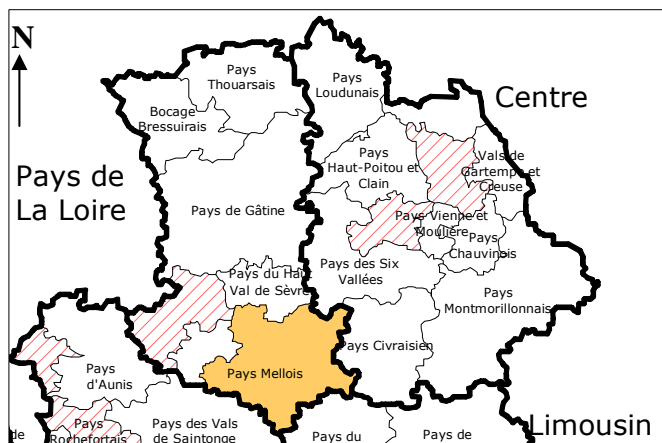 N
Pays
Thouarsais
Pays
Loudunais
Centre
Bocage
Bressuirais
Pays
Haut-Poitou et
Clain
Vals de
Gartempe et
Creuse
Pays de
La Loire
Pays de Gâtine
Pays Vienne et
Moulière
Pays
Chauvinois
Pays du Haut
Val de Sèvre
Pays des Six
Vallées
Pays
Montmorillonnais
Pays Civraisien
Pays
d'Aunis
Pays Mellois
Pays
Rochefortais
Pays des Vals
de Saintonge
Pays du
Pays de
Limousin
de